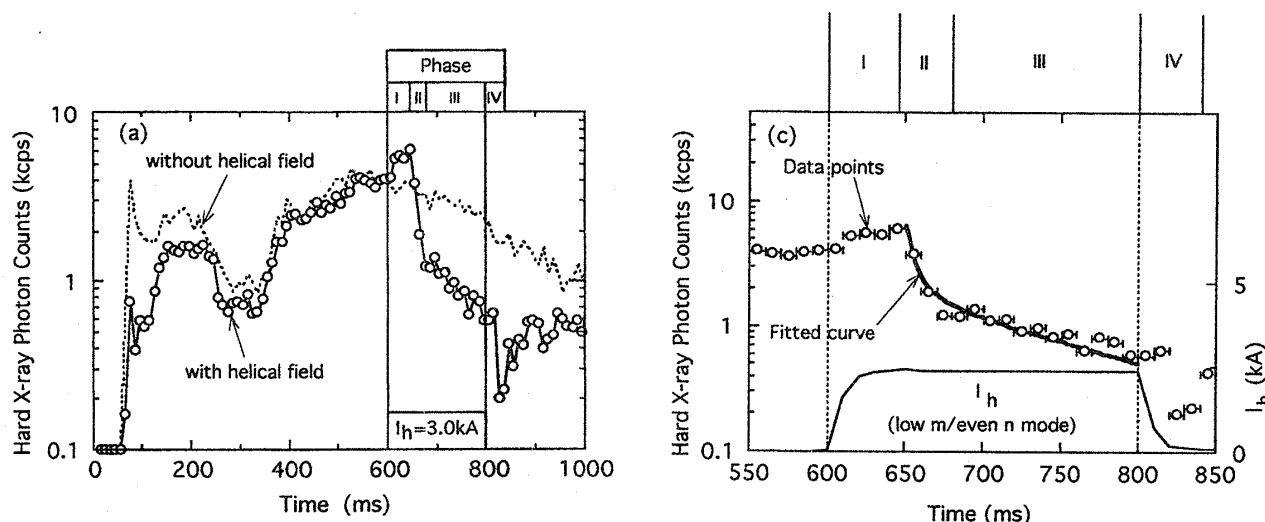 Phase
I II III IV
(a)
without helical field
with helical field
Ih=3.0kA
Hard X-ray Photon Counts (kcps)
10
1
0.1
0 200 400 600 800 1000
Time (ms)
I II III IV
(c)
Data points
Fitted curve
Ih
(low m/even n mode)
Hard X-ray Photon Counts (kcps)
100
10
1
0.1
550 600 650 700 750 800 850
Time (ms)
5
0
Ih (kA)